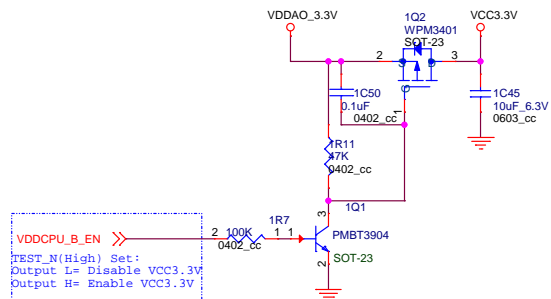 1Q2
VDDAO_3.3V
WPM3401
VCC3.3V
SOT-23
2
3
1C50
0.1uF
0402_cc
1
1C45
10uF_6.3V
0603_cc
1R11
47K
0402_cc
3
1Q1
VDDCPU_B_EN
2
100K
1
1R7
1
0402_cc
PMBT3904
SOT-23
2
TEST_N(High) Set:
Output L= Disable VCC3.3V
Output H= Enable VCC3.3V